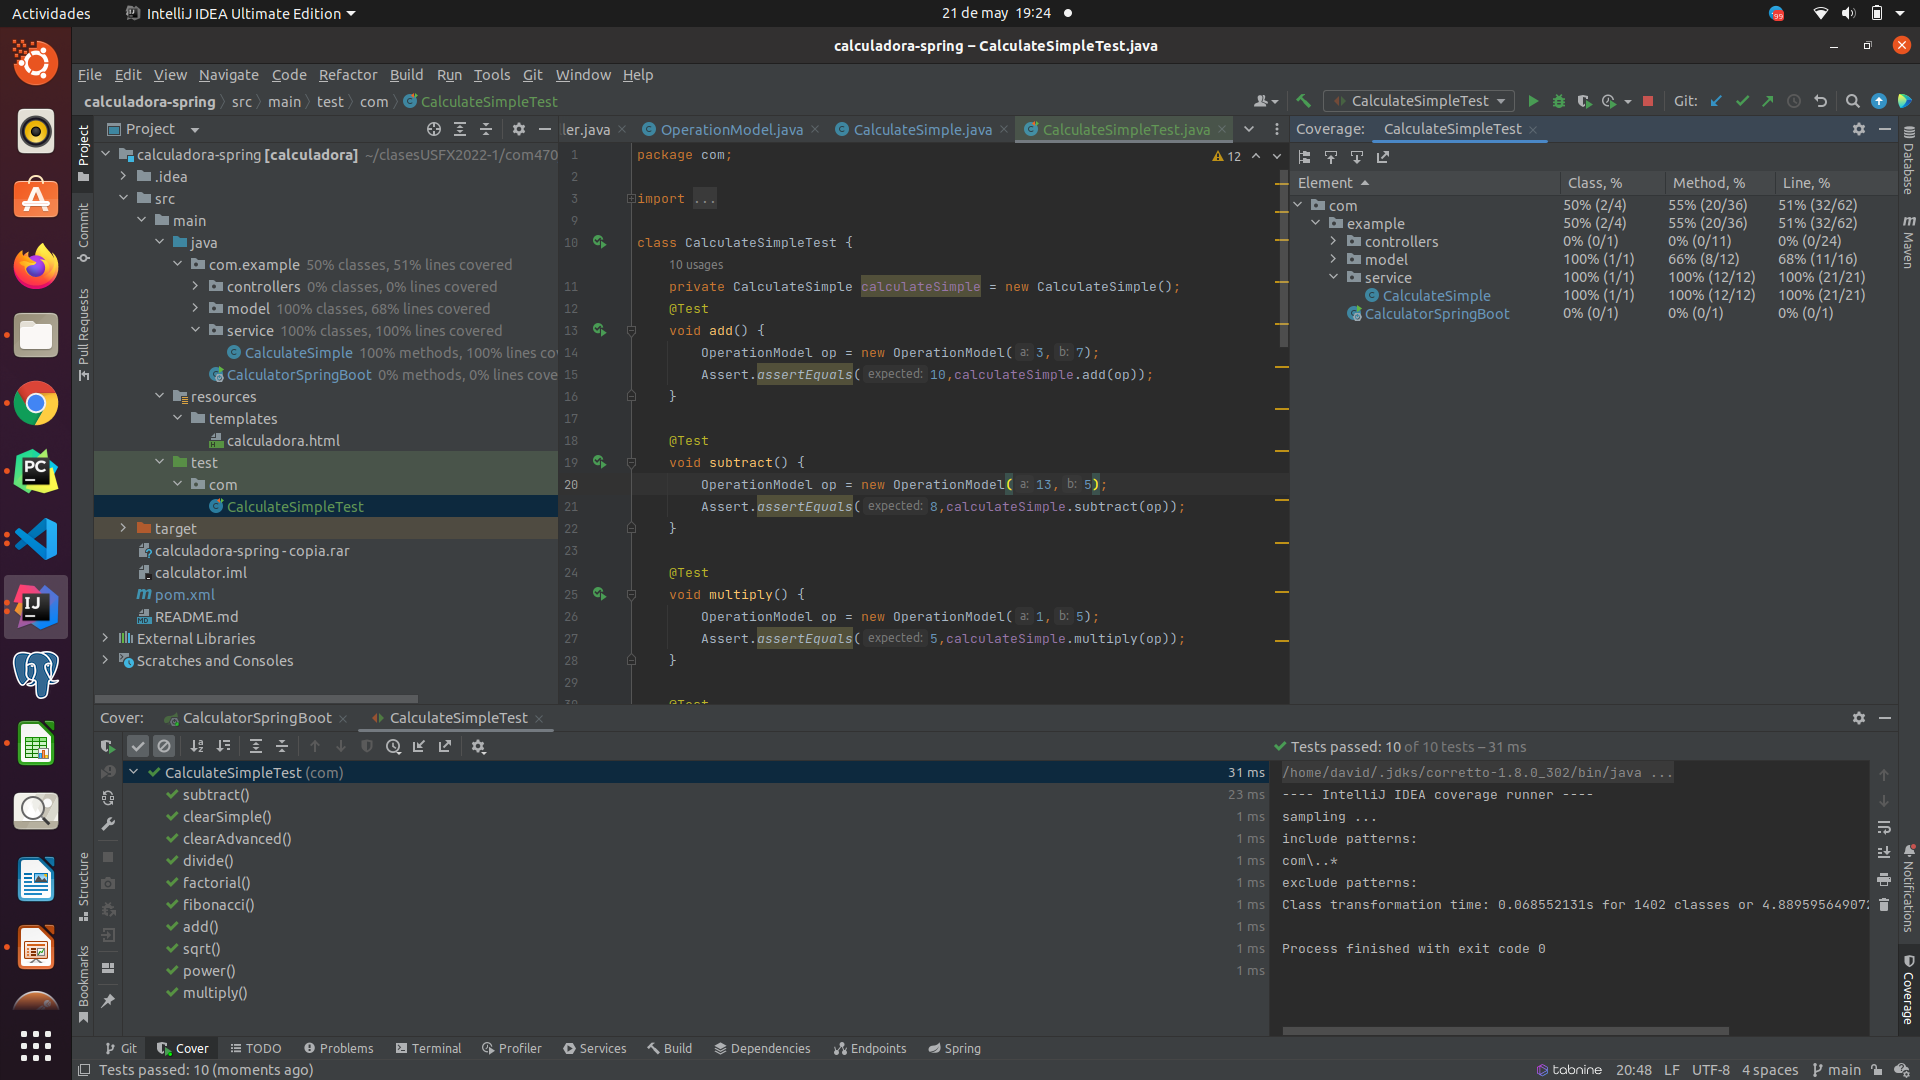 Actividades
IntelliJ IDEA Ultimate Edition
21 de may 19:24
99
calculadora-spring – CalculateSimpleTest.java
File Edit View Navigate Code Refactor Build Run Tools Git Window Help
calculadora-spring src main test com CalculateSimpleTest
CalculateSimpleTest
Git:
Project
ler.java
OperationModel.java
CalculateSimple.java
CalculateSimpleTest.java
Coverage: CalculateSimpleTest
Project
Commit
Pull Requests
Structure
Bookmarks
calculadora-spring [calculadora] ~/clasesUSFX2022-1/com470
.idea
src
main
java
com.example 50% classes, 51% lines covered
controllers 0% classes, 0% lines covered
model 100% classes, 68% lines covered
service 100% classes, 100% lines covered
CalculateSimple 100% methods, 100% lines co
CalculatorSpringBoot 0% methods, 0% lines cove
resources
templates
calculadora.html
test
com
CalculateSimpleTest
target
calculadora-spring - copia.rar
calculator.iml
pom.xml
README.md
External Libraries
Scratches and Consoles
12
1 package com;
2
3 import ...
9
10 class CalculateSimpleTest {
10 usages
11 private CalculateSimple calculateSimple = new CalculateSimple();
12 @Test
13 void add() {
14 OperationModel op = new OperationModel( a: 3, b: 7);
15 Assert.assertEquals( expected: 10,calculateSimple.add(op));
16 }
17
18 @Test
19 void subtract() {
20 OperationModel op = new OperationModel( a: 13, b: 5);
21 Assert.assertEquals( expected: 8,calculateSimple.subtract(op));
22 }
23
24 @Test
25 void multiply() {
26 OperationModel op = new OperationModel( a: 1, b: 5);
27 Assert.assertEquals( expected: 5,calculateSimple.multiply(op));
28 }
29
30 @Test
Element Class, % Method, % Line, %
com 50% (2/4) 55% (20/36) 51% (32/62)
example 50% (2/4) 55% (20/36) 51% (32/62)
controllers 0% (0/1) 0% (0/11) 0% (0/24)
model 100% (1/1) 66% (8/12) 68% (11/16)
service 100% (1/1) 100% (12/12) 100% (21/21)
CalculateSimple 100% (1/1) 100% (12/12) 100% (21/21)
CalculatorSpringBoot 0% (0/1) 0% (0/1) 0% (0/1)
Database
Maven
Notifications
Coverage
Cover: CalculatorSpringBoot CalculateSimpleTest
Tests passed: 10 of 10 tests – 31 ms
CalculateSimpleTest (com) 31 ms
subtract() 23 ms
clearSimple() 1 ms
clearAdvanced() 1 ms
divide() 1 ms
factorial() 1 ms
fibonacci() 1 ms
add() 1 ms
sqrt() 1 ms
power() 1 ms
multiply()
/home/david/.jdks/corretto-1.8.0_302/bin/java ...
---- IntelliJ IDEA coverage runner ----
sampling ...
include patterns:
com\..*
exclude patterns:
Class transformation time: 0.068552131s for 1402 classes or 4.889595649072
Process finished with exit code 0
Git Cover TODO Problems Terminal Profiler Services Build Dependencies Endpoints Spring
Tests passed: 10 (moments ago)
tabnine 20:48 LF UTF-8 4 spaces main
PC
IJ